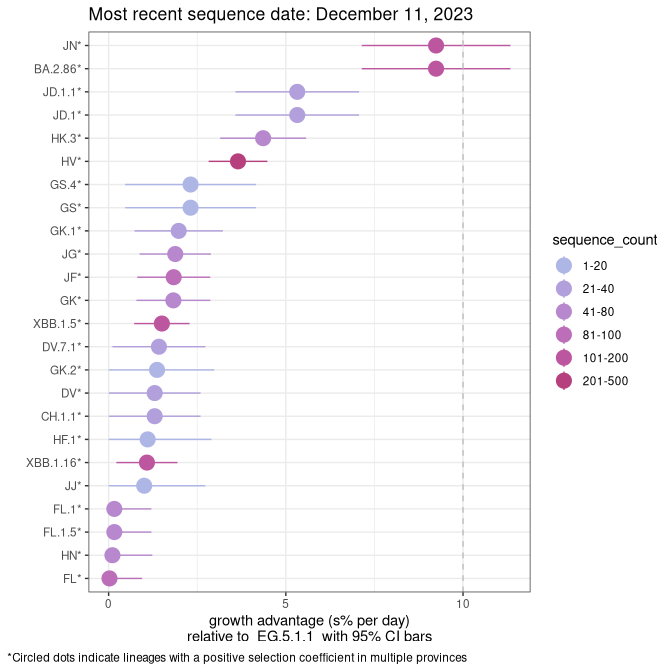 Most recent sequence date: December 11, 2023
JN*
BA.2.86*
JD.1.1*
JD.1*
HK.3*
HV*
GS.4*
GS*
GK.1*
JG*
JF*
GK*
XBB.1.5*
DV.7.1*
GK.2*
DV*
CH.1.1*
HF.1*
XBB.1.16*
JJ*
FL.1*
FL.1.5*
HN*
FL*
0 5 10
growth advantage (s% per day)
relative to EG.5.1.1 with 95% CI bars
sequence_count
1-20
21-40
41-80
81-100
101-200
201-500
*Circled dots indicate lineages with a positive selection coefficient in multiple provinces